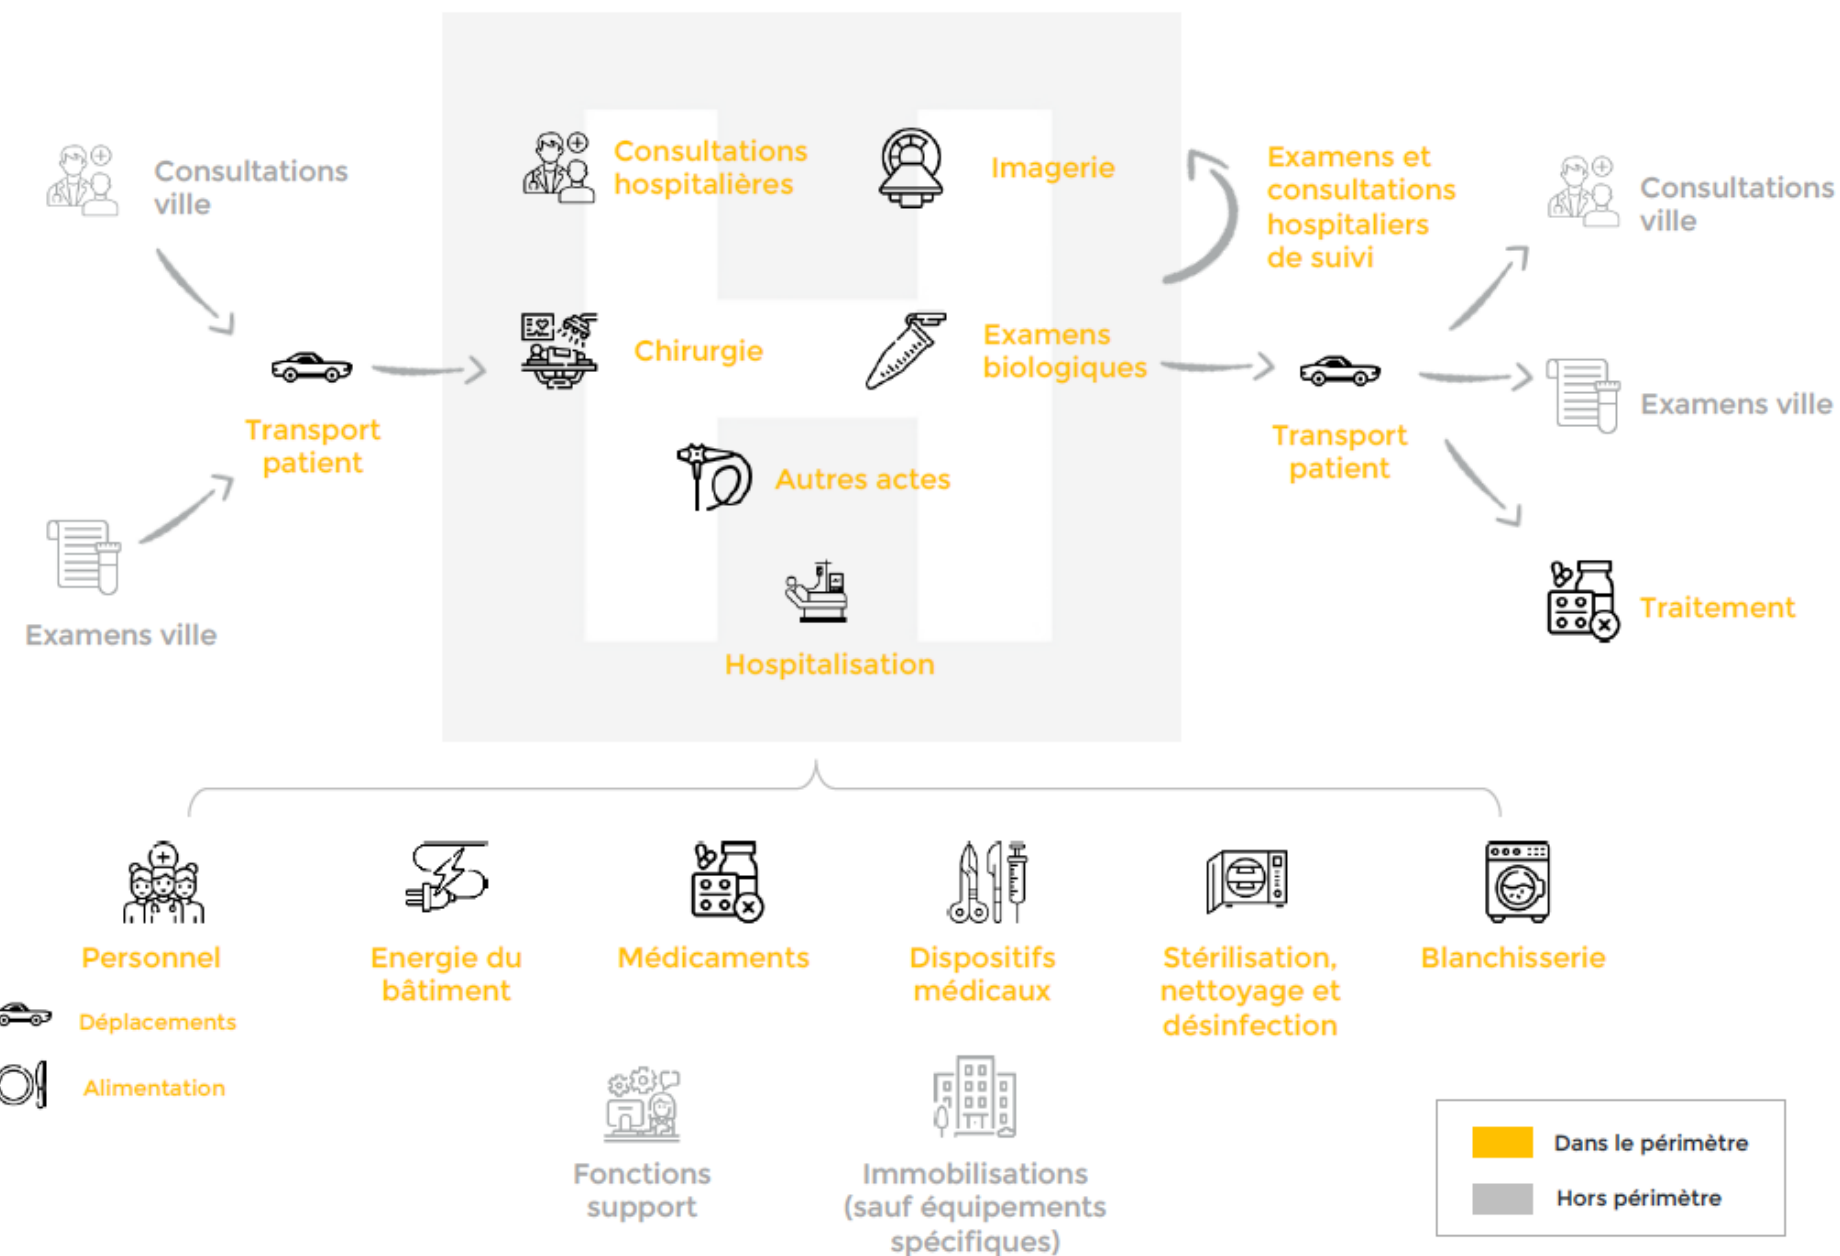 Consultations
ville
Examens ville
Transport
patient
Consultations
hospitalières
Imagerie
Chirurgie
Examens
biologiques
Autres actes
Hospitalisation
Examens et
consultations
hospitaliers
de suivi
Transport
patient
Consultations
ville
Examens ville
Traitement
Personnel
Déplacements
Alimentation
Energie du
bâtiment
Médicaments
Dispositifs
médicaux
Stérilisation,
nettoyage et
désinfection
Blanchisserie
Fonctions
support
Immobilisations
(sauf équipements
spécifiques)
Dans le périmètre
Hors périmètre